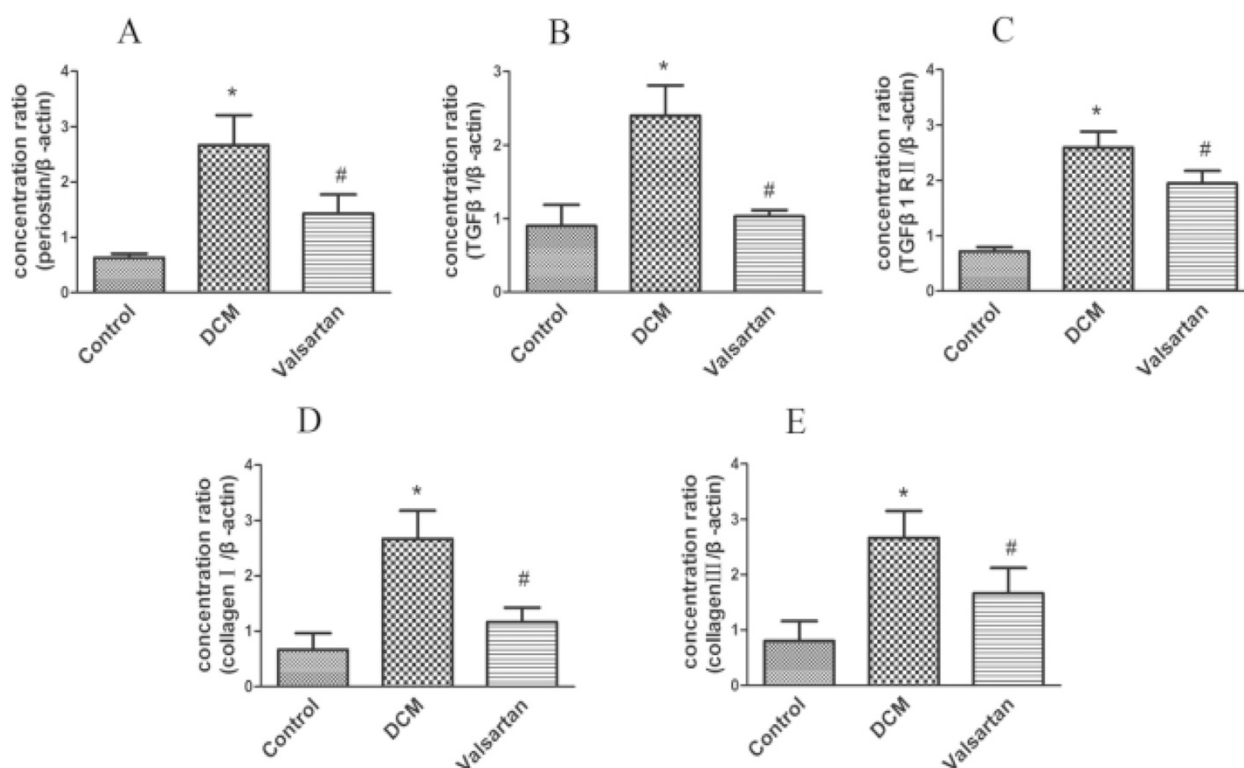 A
concentration ratio
(periostin/β -actin)
4
3
2
1
0
*
#
Control
DCM
Valsartan
B
concentration ratio
(TGFβ 1/β -actin)
3
2
1
0
*
#
Control
DCM
Valsartan
C
concentration ratio
(TGFβ 1 RⅡ/β -actin)
4
3
2
1
0
*
#
Control
DCM
Valsartan
D
concentration ratio
(collagen Ⅰ /β -actin)
4
3
2
1
0
*
#
Control
DCM
Valsartan
E
concentration ratio
(collagenⅢ/β -actin)
4
3
2
1
0
*
#
Control
DCM
Valsartan